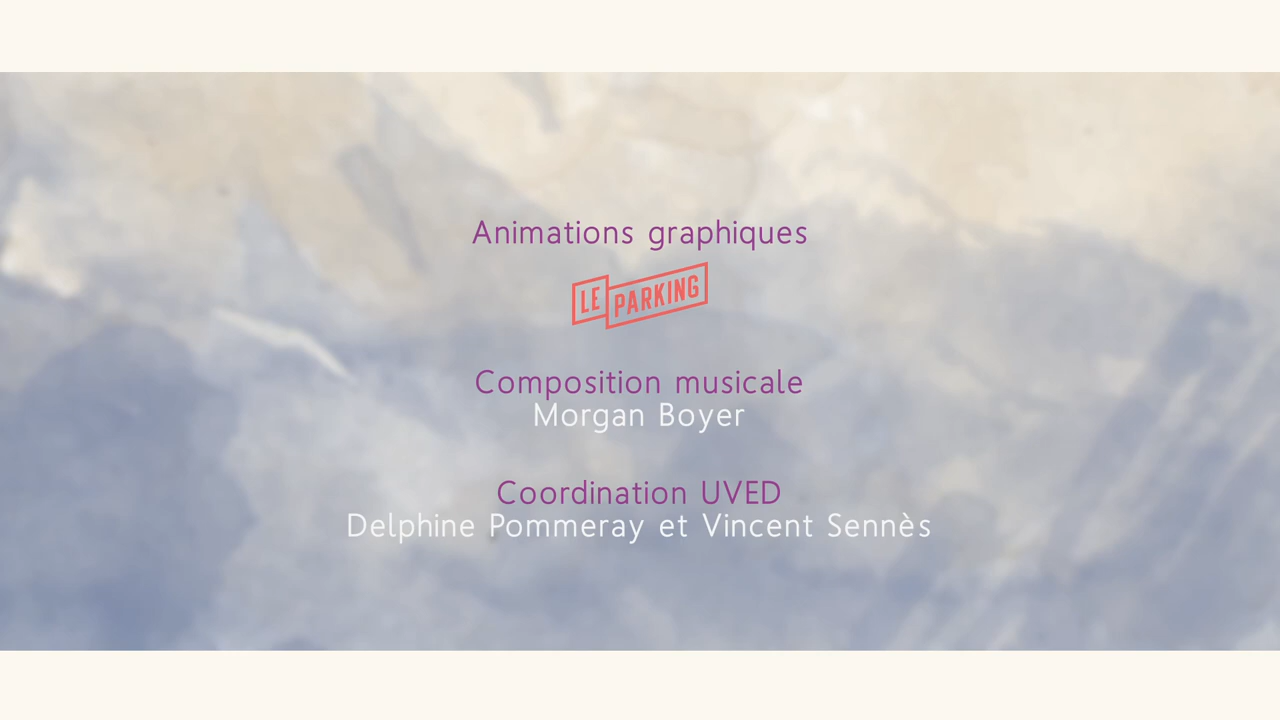 Animations graphiques
LE PARKING
Composition musicale
Morgan Boyer
Coordination UVED
Delphine Pommeray et Vincent Sennès